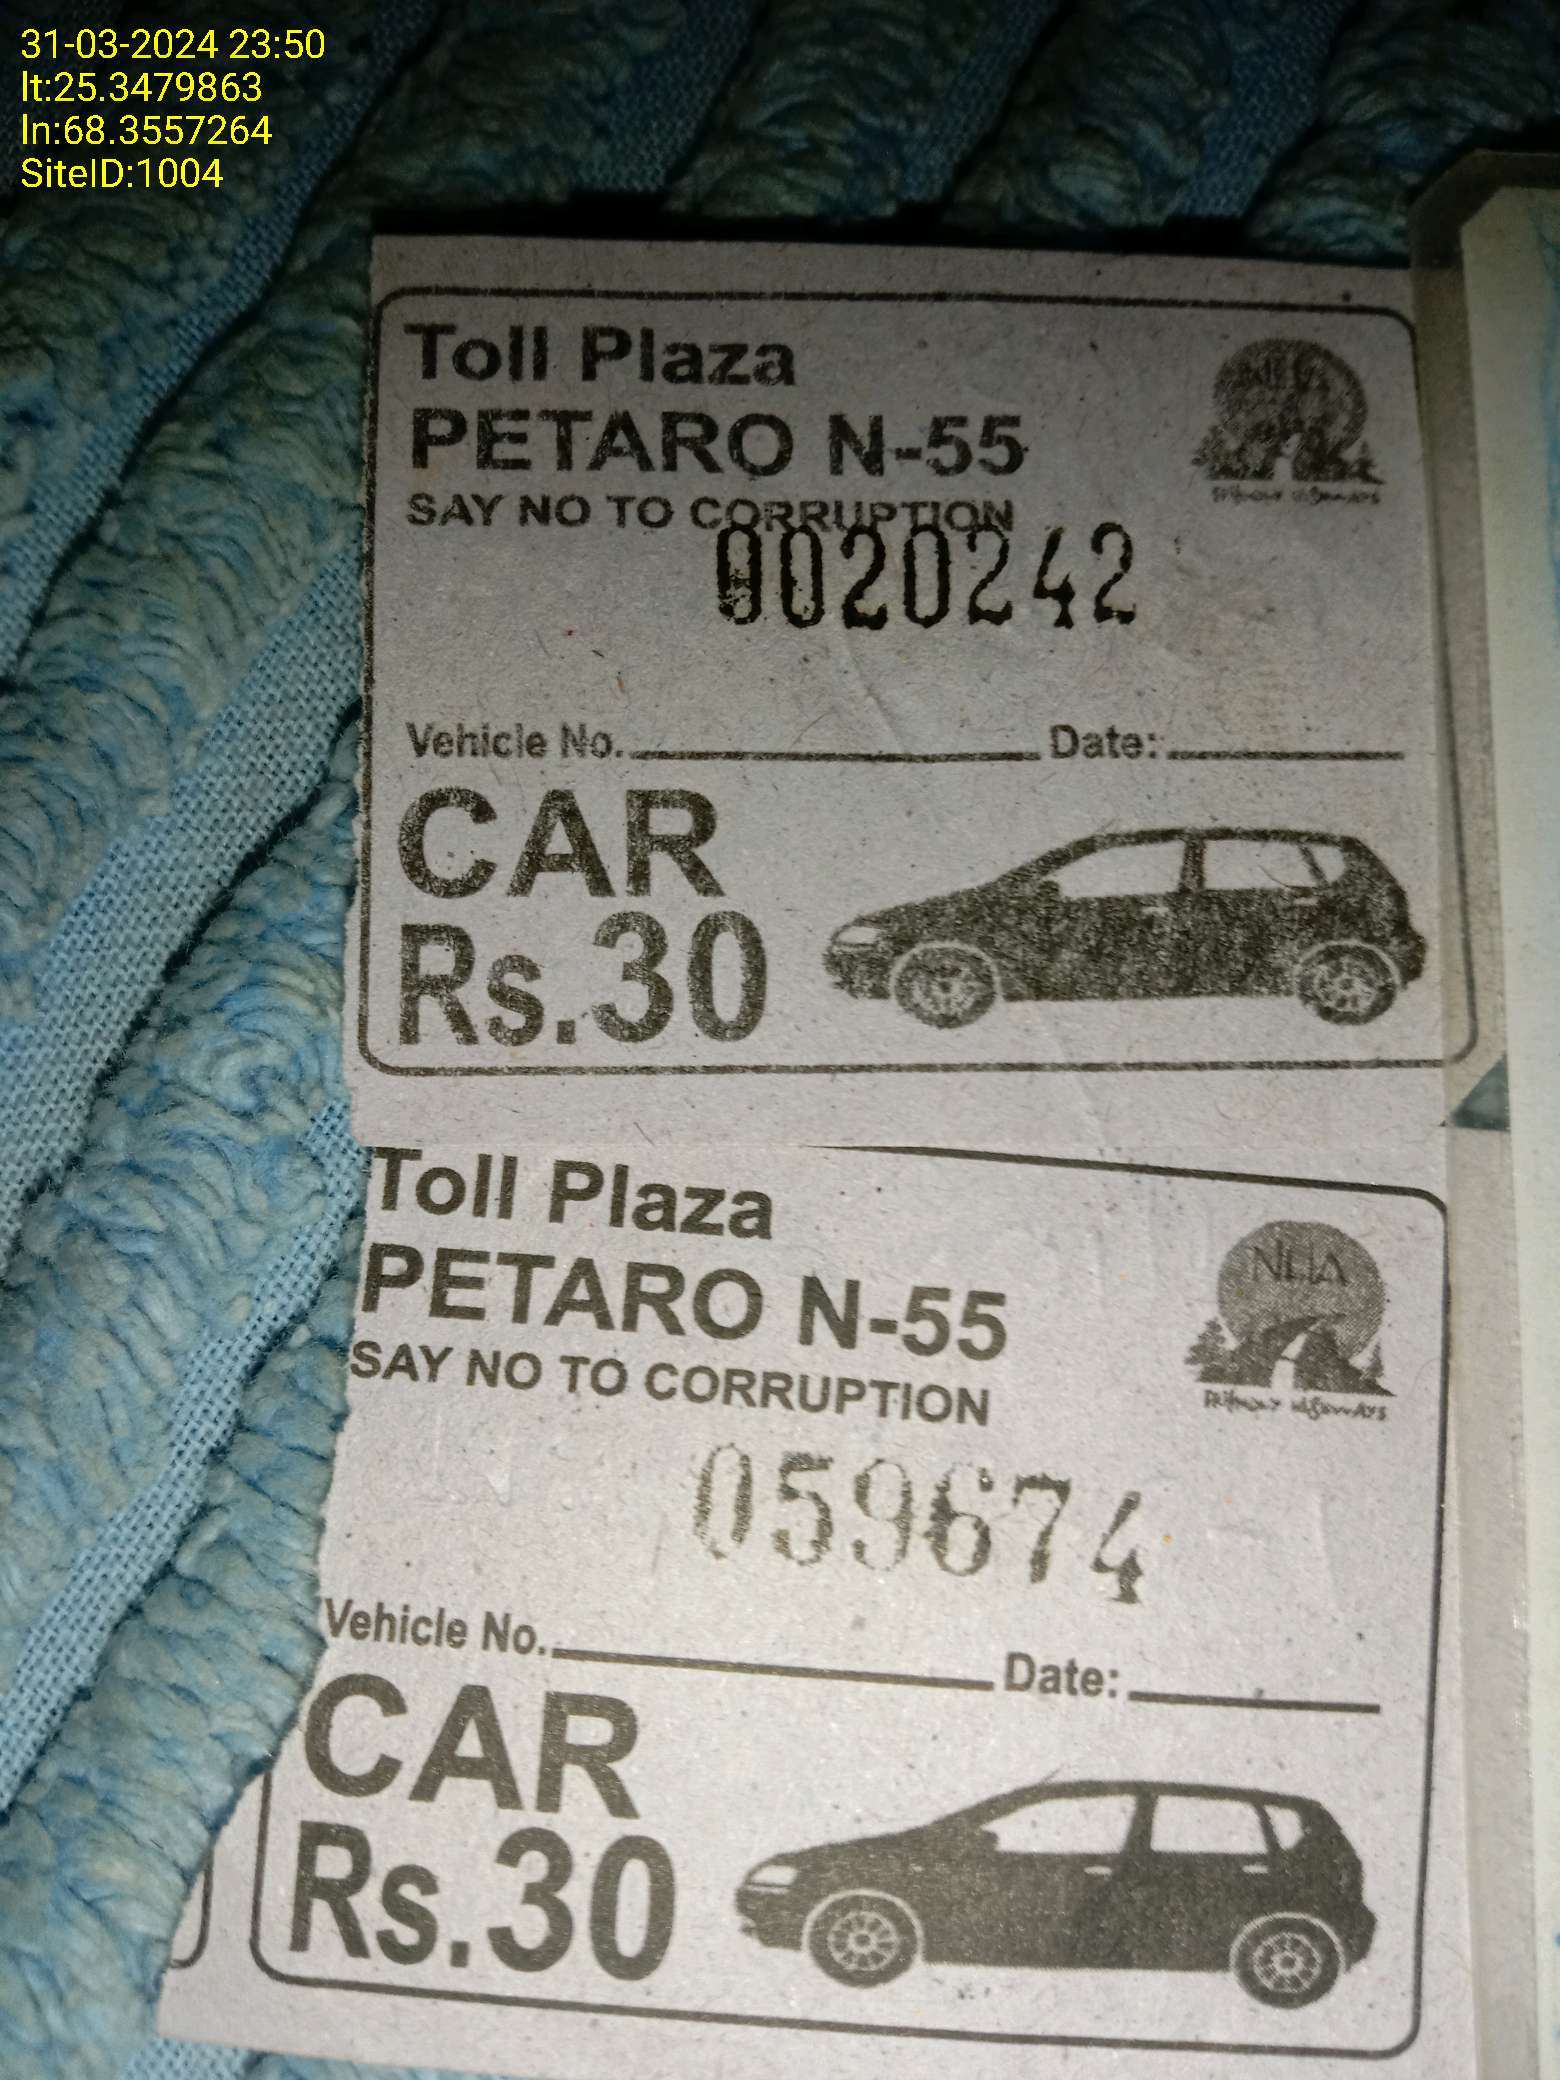 31-03-2024 23:50
lt:25.3479863
ln:68.3557264
SiteID:1004
Toll Plaza
PETARO N-55
SAY NO TO CORRUPTION
0020242
Vehicle No. Date:
CAR
Rs.30
Toll Plaza
PETARO N-55
NHA
SAY NO TO CORRUPTION
059674
Vehicle No. Date:
CAR
Rs.30